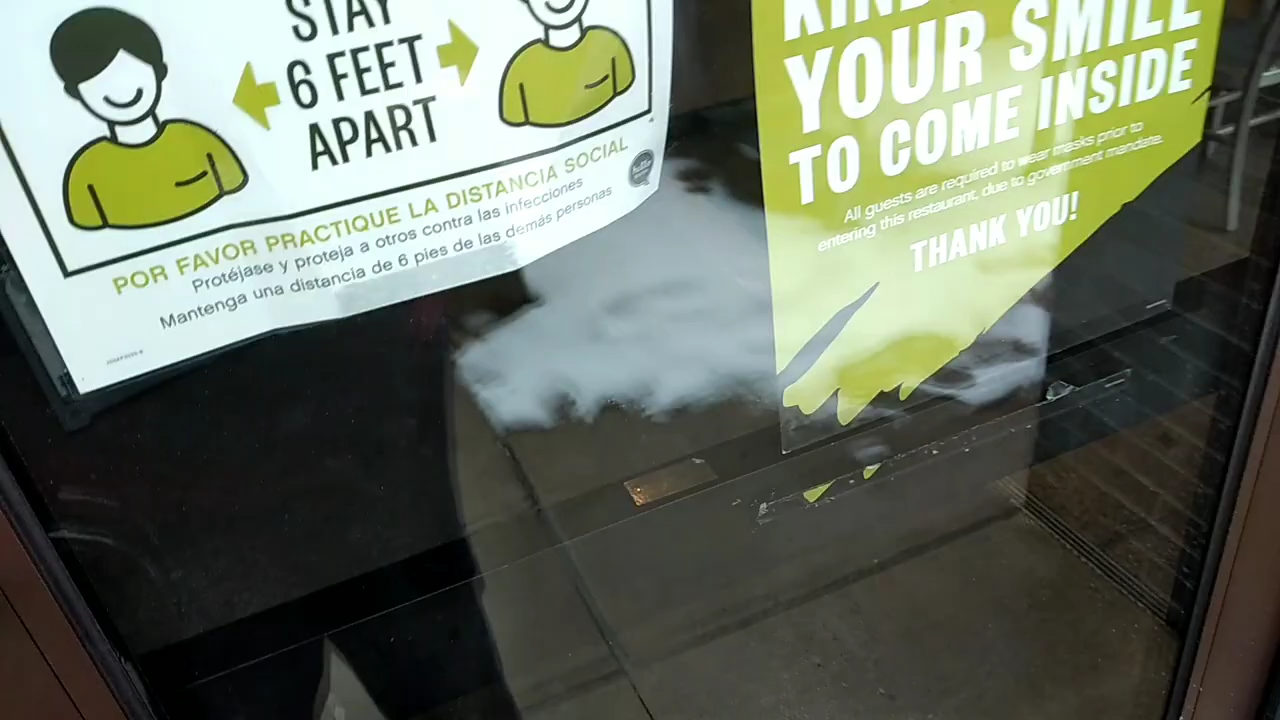 STAY
6 FEET
APART
POR FAVOR PRACTIQUE LA DISTANCIA SOCIAL
Protéjase y proteja a otros contra las infecciones
Mantenga una distancia de 6 pies de las demás personas
YOUR SMILE
TO COME INSIDE
All guests are required to wear masks prior to
entering this restaurant, due to government mandate.
THANK YOU!